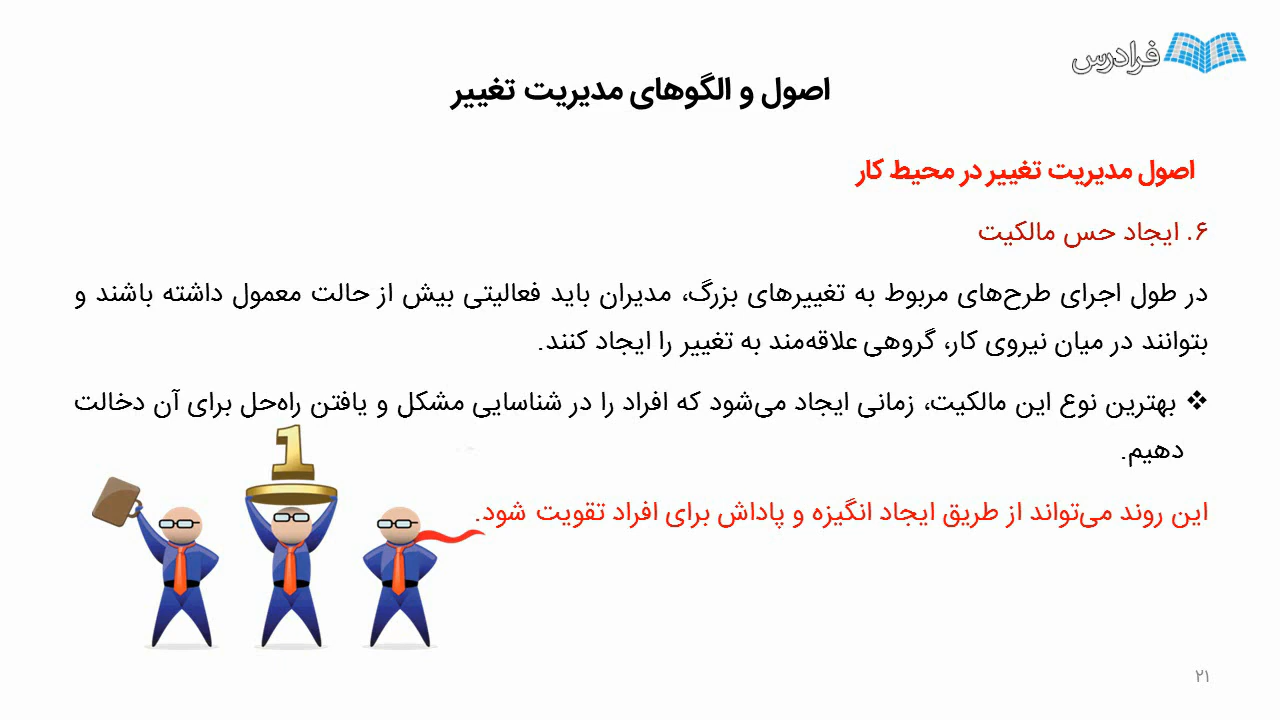 فرادرس
اصول و الگوهای مدیریت تغییر
اصول مدیریت تغییر در محیط کار
۶. ایجاد حس مالکیت
در طول اجرای طرح‌های مربوط به تغییرهای بزرگ، مدیران باید فعالیتی بیش از حالت معمول داشته باشند و
بتوانند در میان نیروی کار، گروهی علاقه‌مند به تغییر را ایجاد کنند.
❖ بهترین نوع این مالکیت، زمانی ایجاد می‌شود که افراد را در شناسایی مشکل و یافتن راه‌حل برای آن دخالت
دهیم.
1
این روند می‌تواند از طریق ایجاد انگیزه و پاداش برای افراد تقویت شود.
۲۱